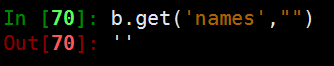 In [70]: b.get('names',"")
Out[70]: ''